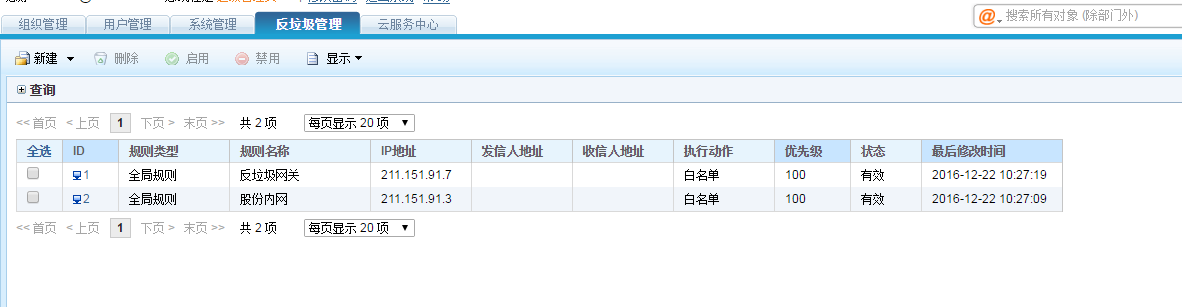 组织管理 用户管理 系统管理 反垃圾管理 云服务中心
@ 搜索所有对象 (除部门外)
新建 删除 启用 禁用 显示
查询
<< 首页 < 上页 1 下页 > 末页 >> 共 2 项 每页显示 20 项
全选 ID 规则类型 规则名称 IP地址 发信人地址 收信人地址 执行动作 优先级 状态 最后修改时间
1 全局规则 反垃圾网关 211.151.91.7 白名单 100 有效 2016-12-22 10:27:19
2 全局规则 股份内网 211.151.91.3 白名单 100 有效 2016-12-22 10:27:09
<< 首页 < 上页 1 下页 > 末页 >> 共 2 项 每页显示 20 项